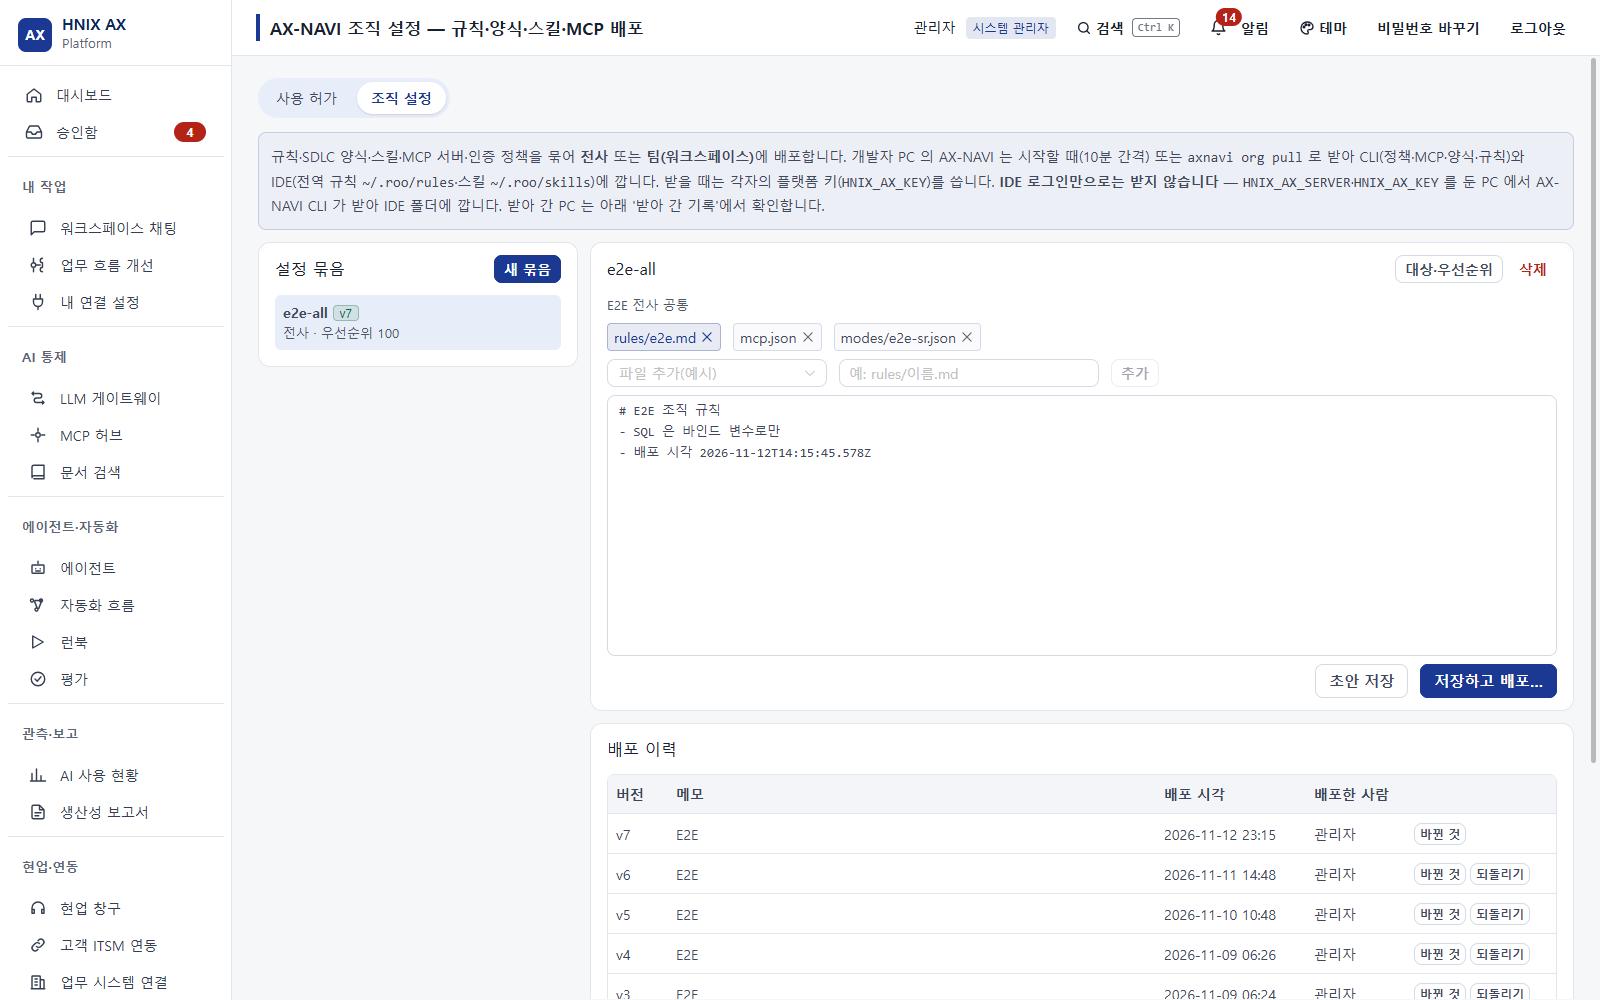 AX
HNIX AX
Platform
대시보드
승인함
4
내 작업
워크스페이스 채팅
업무 흐름 개선
내 연결 설정
AI 통제
LLM 게이트웨이
MCP 허브
문서 검색
에이전트·자동화
에이전트
자동화 흐름
런북
평가
관측·보고
AI 사용 현황
생산성 보고서
현업·연동
현업 창구
고객 ITSM 연동
업무 시스템 연결
AX-NAVI 조직 설정 — 규칙·양식·스킬·MCP 배포
관리자
시스템 관리자
검색
Ctrl K
14
알림
테마
비밀번호 바꾸기
로그아웃
사용 허가
조직 설정
규칙·SDLC 양식·스킬·MCP 서버·인증 정책을 묶어 전사 또는 팀(워크스페이스)에 배포합니다. 개발자 PC 의 AX-NAVI 는 시작할 때(10분 간격) 또는 axnavi org pull 로 받아 CLI(정책·MCP·양식·규칙)와
IDE(전역 규칙 ~/.roo/rules·스킬 ~/.roo/skills)에 깝니다. 받을 때는 각자의 플랫폼 키(HNIX_AX_KEY)를 씁니다. IDE 로그인만으로는 받지 않습니다 — HNIX_AX_SERVER·HNIX_AX_KEY 를 둔 PC 에서 AX-
NAVI CLI 가 받아 IDE 폴더에 깝니다. 받아 간 PC 는 아래 '받아 간 기록'에서 확인합니다.
설정 묶음
새 묶음
e2e-all
v7
전사 · 우선순위 100
e2e-all
대상·우선순위
삭제
E2E 전사 공통
rules/e2e.md
mcp.json
modes/e2e-sr.json
파일 추가(예시)
예: rules/이름.md
추가
# E2E 조직 규칙
- SQL 은 바인드 변수로만
- 배포 시각 2026-11-12T14:15:45.578Z
초안 저장
저장하고 배포...
배포 이력
버전 메모 배포 시각 배포한 사람
v7 E2E 2026-11-12 23:15 관리자 바뀐 것
v6 E2E 2026-11-11 14:48 관리자 바뀐 것 되돌리기
v5 E2E 2026-11-10 10:48 관리자 바뀐 것 되돌리기
v4 E2E 2026-11-09 06:26 관리자 바뀐 것 되돌리기
v3 E2E 2026-11-09 06:24 관리자 바뀐 것 되돌리기